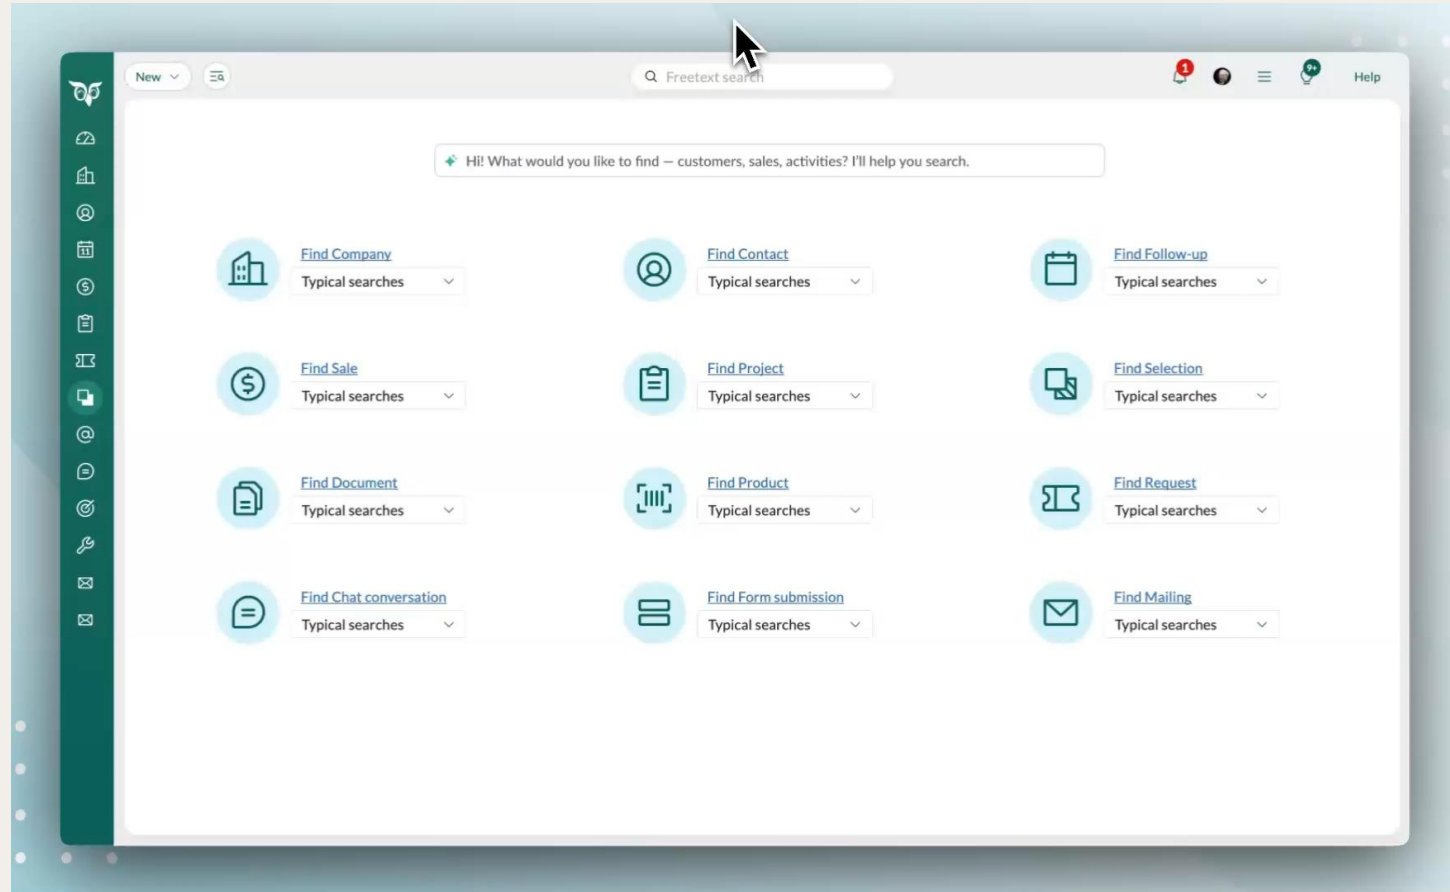 New
Freetext search
1
9+
Help
Hi! What would you like to find — customers, sales, activities? I'll help you search.
Find Company
Typical searches
Find Contact
Typical searches
Find Follow-up
Typical searches
Find Sale
Typical searches
Find Project
Typical searches
Find Selection
Typical searches
Find Document
Typical searches
Find Product
Typical searches
Find Request
Typical searches
Find Chat conversation
Typical searches
Find Form submission
Typical searches
Find Mailing
Typical searches
11